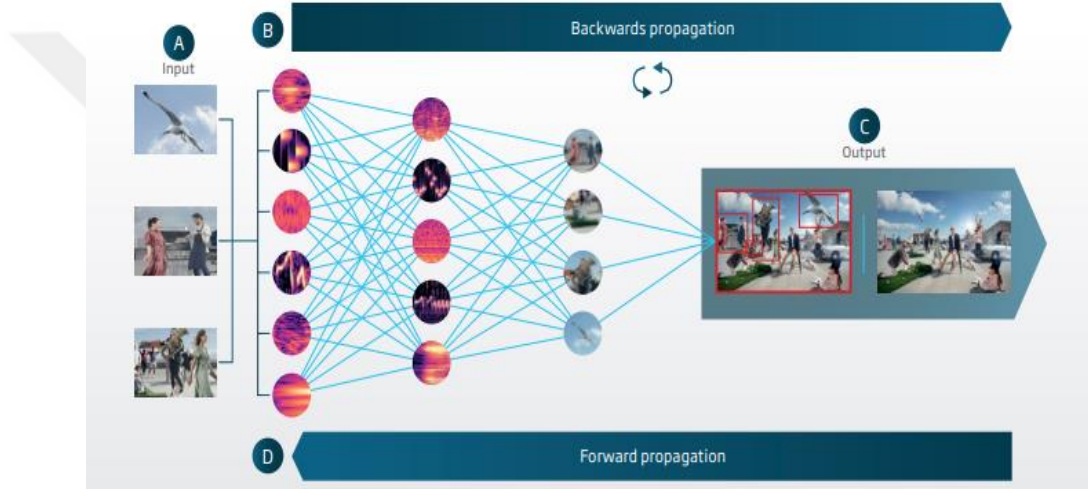 B
Backwards propagation
A
Input
C
Output
D
Forward propagation